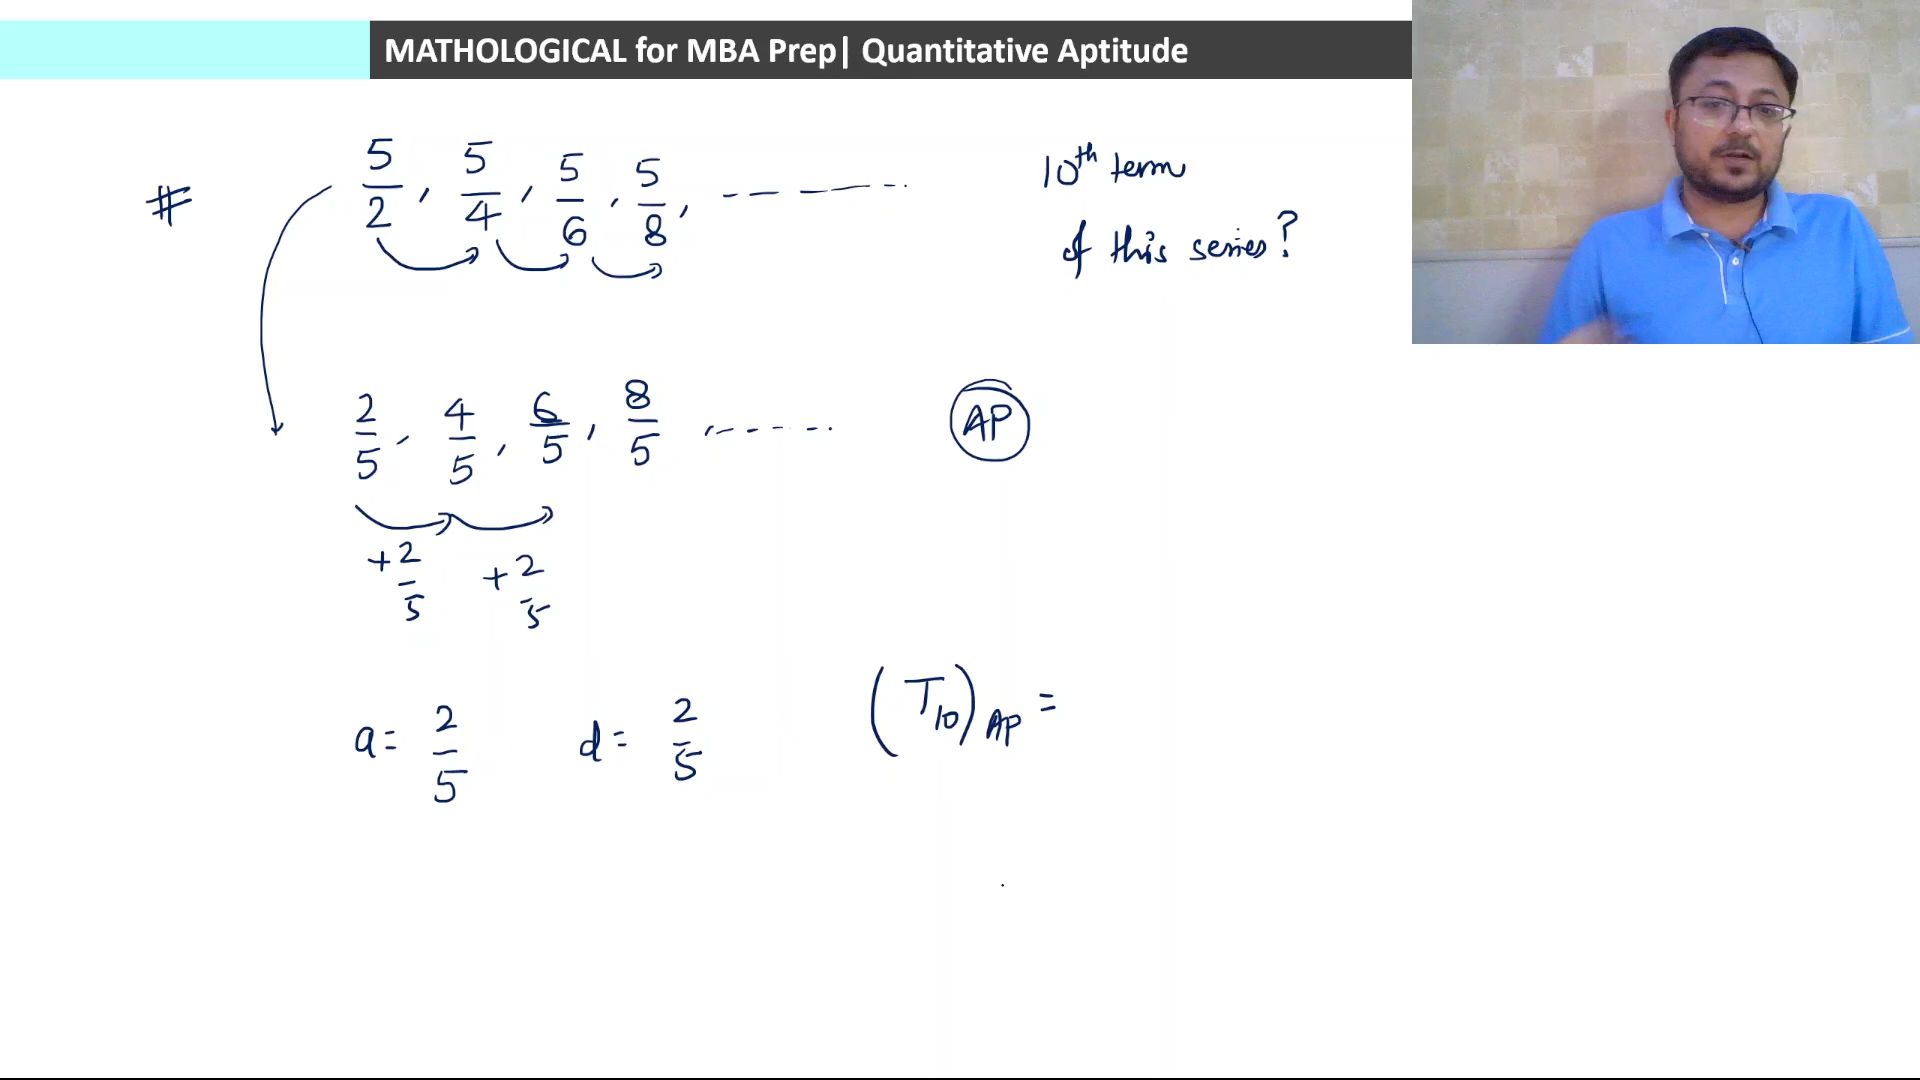 MATHOLOGICAL for MBA Prep| Quantitative Aptitude
# 5/2, 5/4, 5/6, 5/8, -- ---
10th term
of this series?
2/5, 4/5, 6/5, 8/5 ,------
AP
+2/5 +2/5
a= 2/5 d= 2/5 (T10)AP =